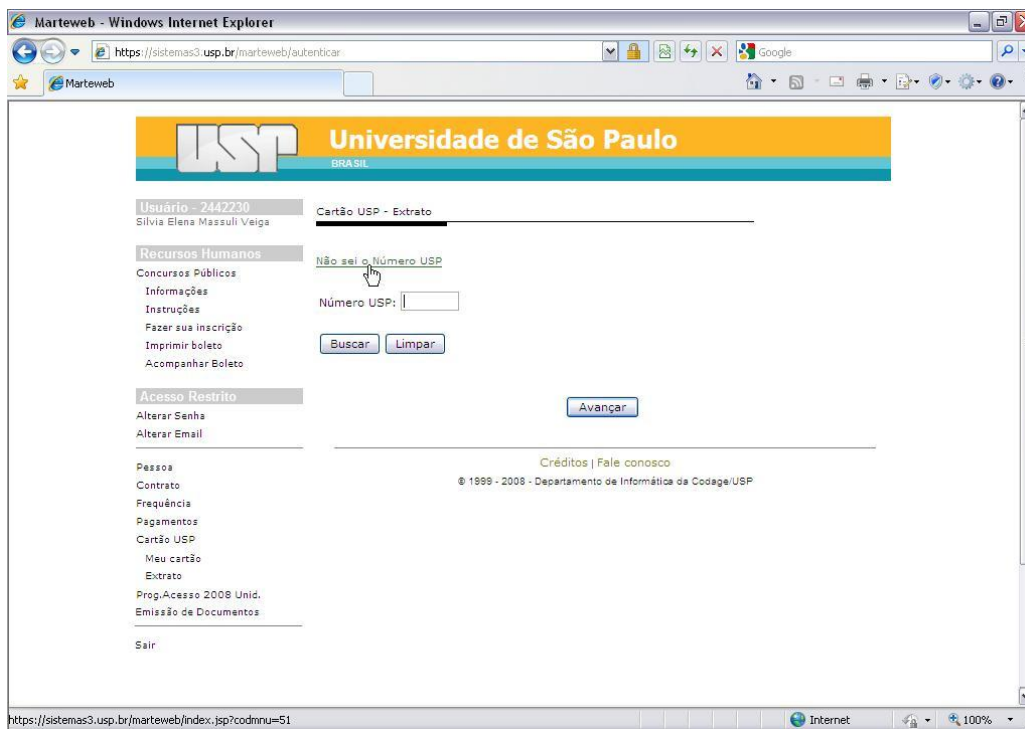 Marteweb - Windows Internet Explorer
https://sistemas3.usp.br/marteweb/autenticar
Google
Marteweb
USP
Universidade de São Paulo
BRASIL
Usuário - 2442230
Silvia Elena Massuli Veiga
Cartão USP - Extrato
Recursos Humanos
Não sei o Número USP
Concursos Públicos
Informações
Número USP:
Instruções
Fazer sua inscrição
Imprimir boleto
Buscar Limpar
Acompanhar Boleto
Acesso Restrito
Avançar
Alterar Senha
Alterar Email
Créditos | Fale conosco
Pessoa
© 1999 - 2008 - Departamento de Informática da Codage/USP
Contrato
Frequência
Pagamentos
Cartão USP
Meu cartão
Extrato
Prog.Acesso 2008 Unid.
Emissão de Documentos
Sair
https://sistemas3.usp.br/marteweb/index.jsp?codmnu=51
Internet
100%